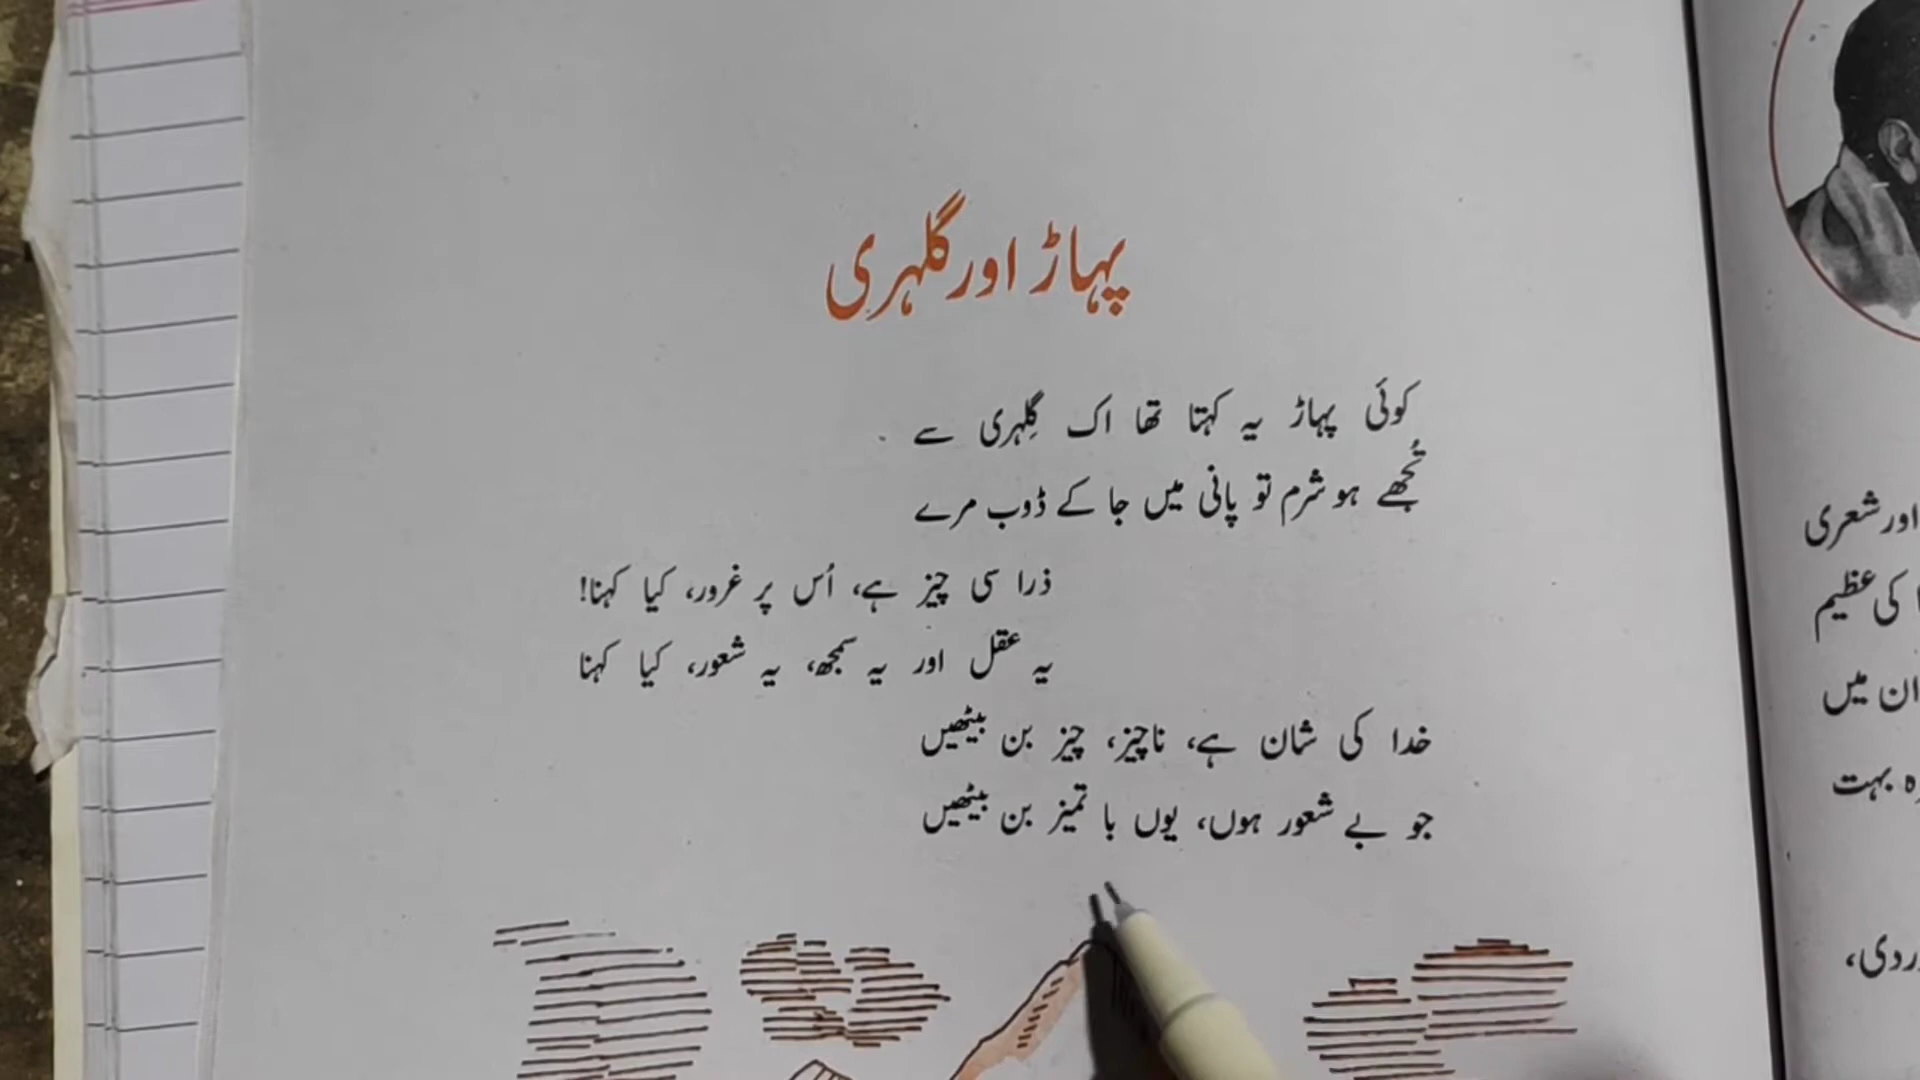 پہاڑ اور گلہری
کوئی پہاڑ یہ کہتا تھا اک گِلہری سے
تُجھے ہو شرم تو پانی میں جا کے ڈوب مرے
ذرا سی چیز ہے، اُس پر غرور، کیا کہنا!
یہ عقل اور یہ سمجھ، یہ شعور، کیا کہنا
خدا کی شان ہے، ناچیز، چیز بن بیٹھیں
جو بے شعور ہوں، یوں با تمیز بن بیٹھیں
اور شعری
کی عظیم
ان میں
بہت